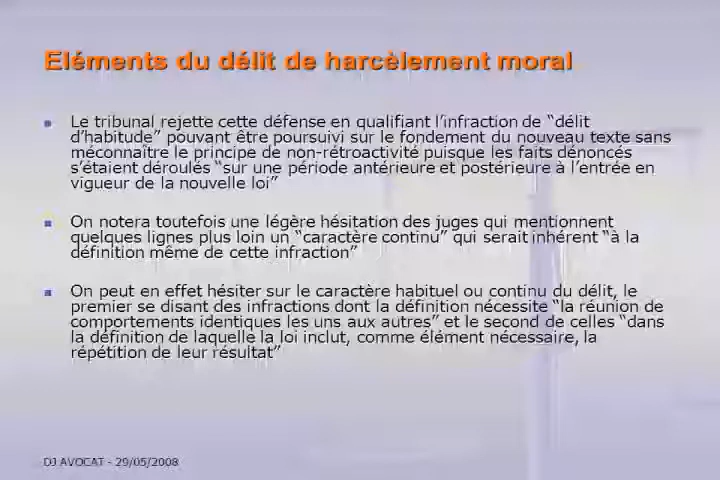 Eléments du délit de harcèlement moral
Le tribunal rejette cette défense en qualifiant l'infraction de "délit
d'habitude" pouvant être poursuivi sur le fondement du nouveau texte sans
méconnaître le principe de non-rétroactivité puisque les faits dénoncés
s'étaient déroulés "sur une période antérieure et postérieure à l'entrée en
vigueur de la nouvelle loi"
On notera toutefois une légère hésitation des juges qui mentionnent
quelques lignes plus loin un "caractère continu" qui serait inhérent "à la
définition même de cette infraction"
On peut en effet hésiter sur le caractère habituel ou continu du délit, le
premier se disant des infractions dont la définition nécessite "la réunion de
comportements identiques les uns aux autres" et le second de celles "dans
la définition de laquelle la loi inclut, comme élément nécessaire, la
répétition de leur résultat"
DJ AVOCAT - 29/05/2008